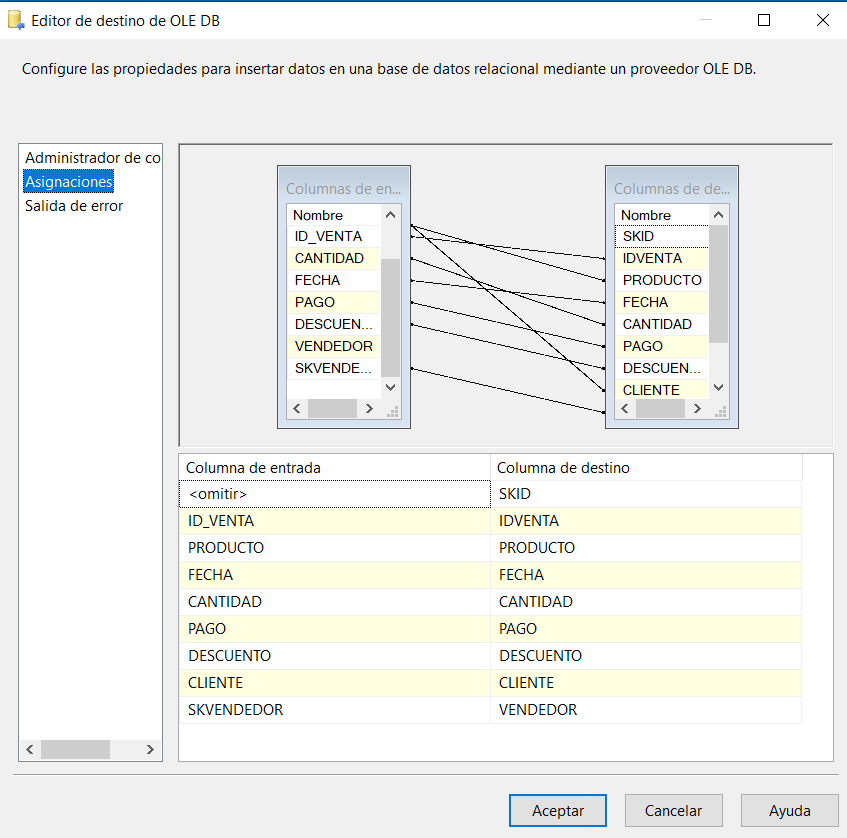 Editor de destino de OLE DB
Configure las propiedades para insertar datos en una base de datos relacional mediante un proveedor OLE DB.
Administrador de co
Asignaciones
Salida de error
Columnas de en...
Nombre
ID_VENTA
CANTIDAD
FECHA
PAGO
DESCUEN...
VENDEDOR
SKVENDE...
Columnas de de...
Nombre
SKID
IDVENTA
PRODUCTO
FECHA
CANTIDAD
PAGO
DESCUEN...
CLIENTE
Columna de entrada Columna de destino
<omitir> SKID
ID_VENTA IDVENTA
PRODUCTO PRODUCTO
FECHA FECHA
CANTIDAD CANTIDAD
PAGO PAGO
DESCUENTO DESCUENTO
CLIENTE CLIENTE
SKVENDEDOR VENDEDOR
Aceptar Cancelar Ayuda